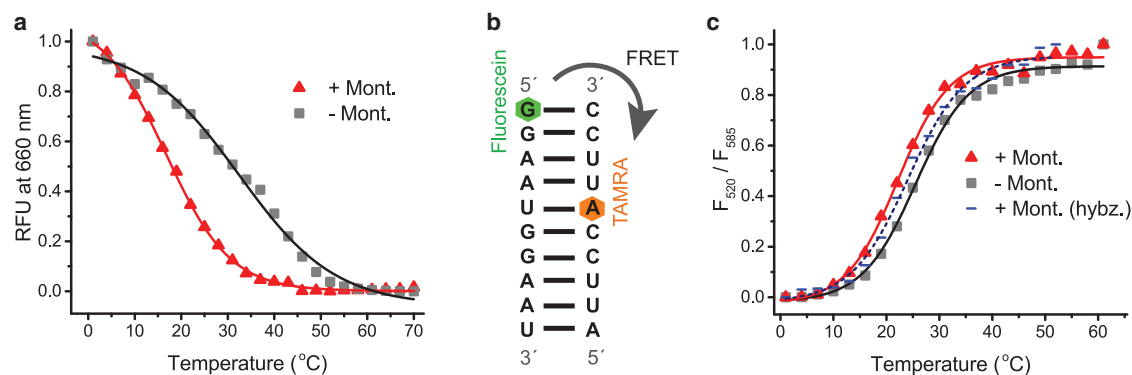 a
RFU at 660 nm
1.0
0.8
0.6
0.4
0.2
0.0
+ Mont.
- Mont.
0 10 20 30 40 50 60 70
Temperature (°C)
b
FRET
Fluorescein
5´ 3´
G C
G C
A U
A U
U A
G C
G C
A U
A U
U A
3´ 5´
TAMRA
c
F520 / F585
1.0
0.8
0.6
0.4
0.2
0.0
+ Mont.
- Mont.
+ Mont. (hybz.)
0 10 20 30 40 50 60
Temperature (°C)